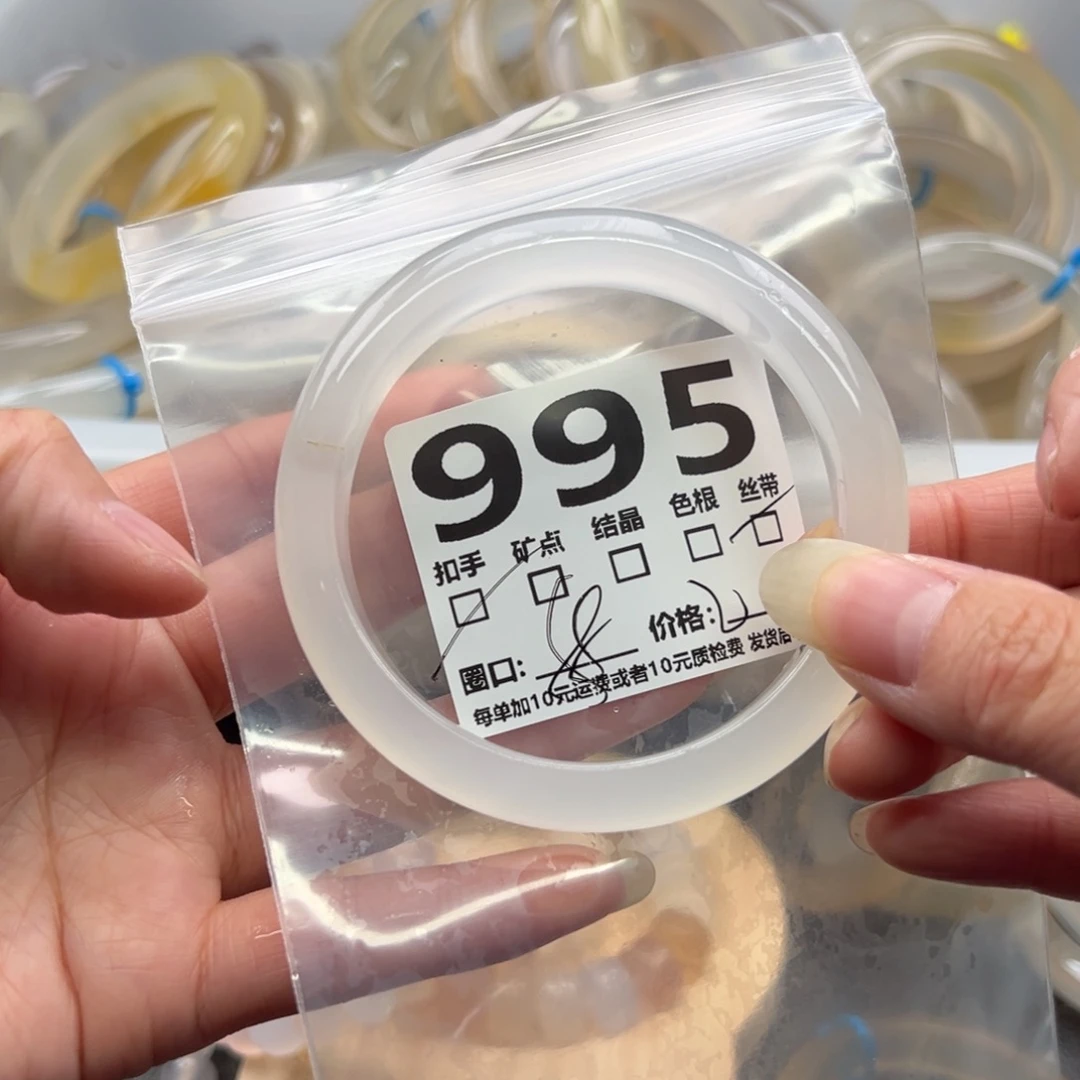 995
扣手 矿点 结晶 色根 丝带
圈口: 58 价格:
每单加10元运费或者10元质检费 发货后